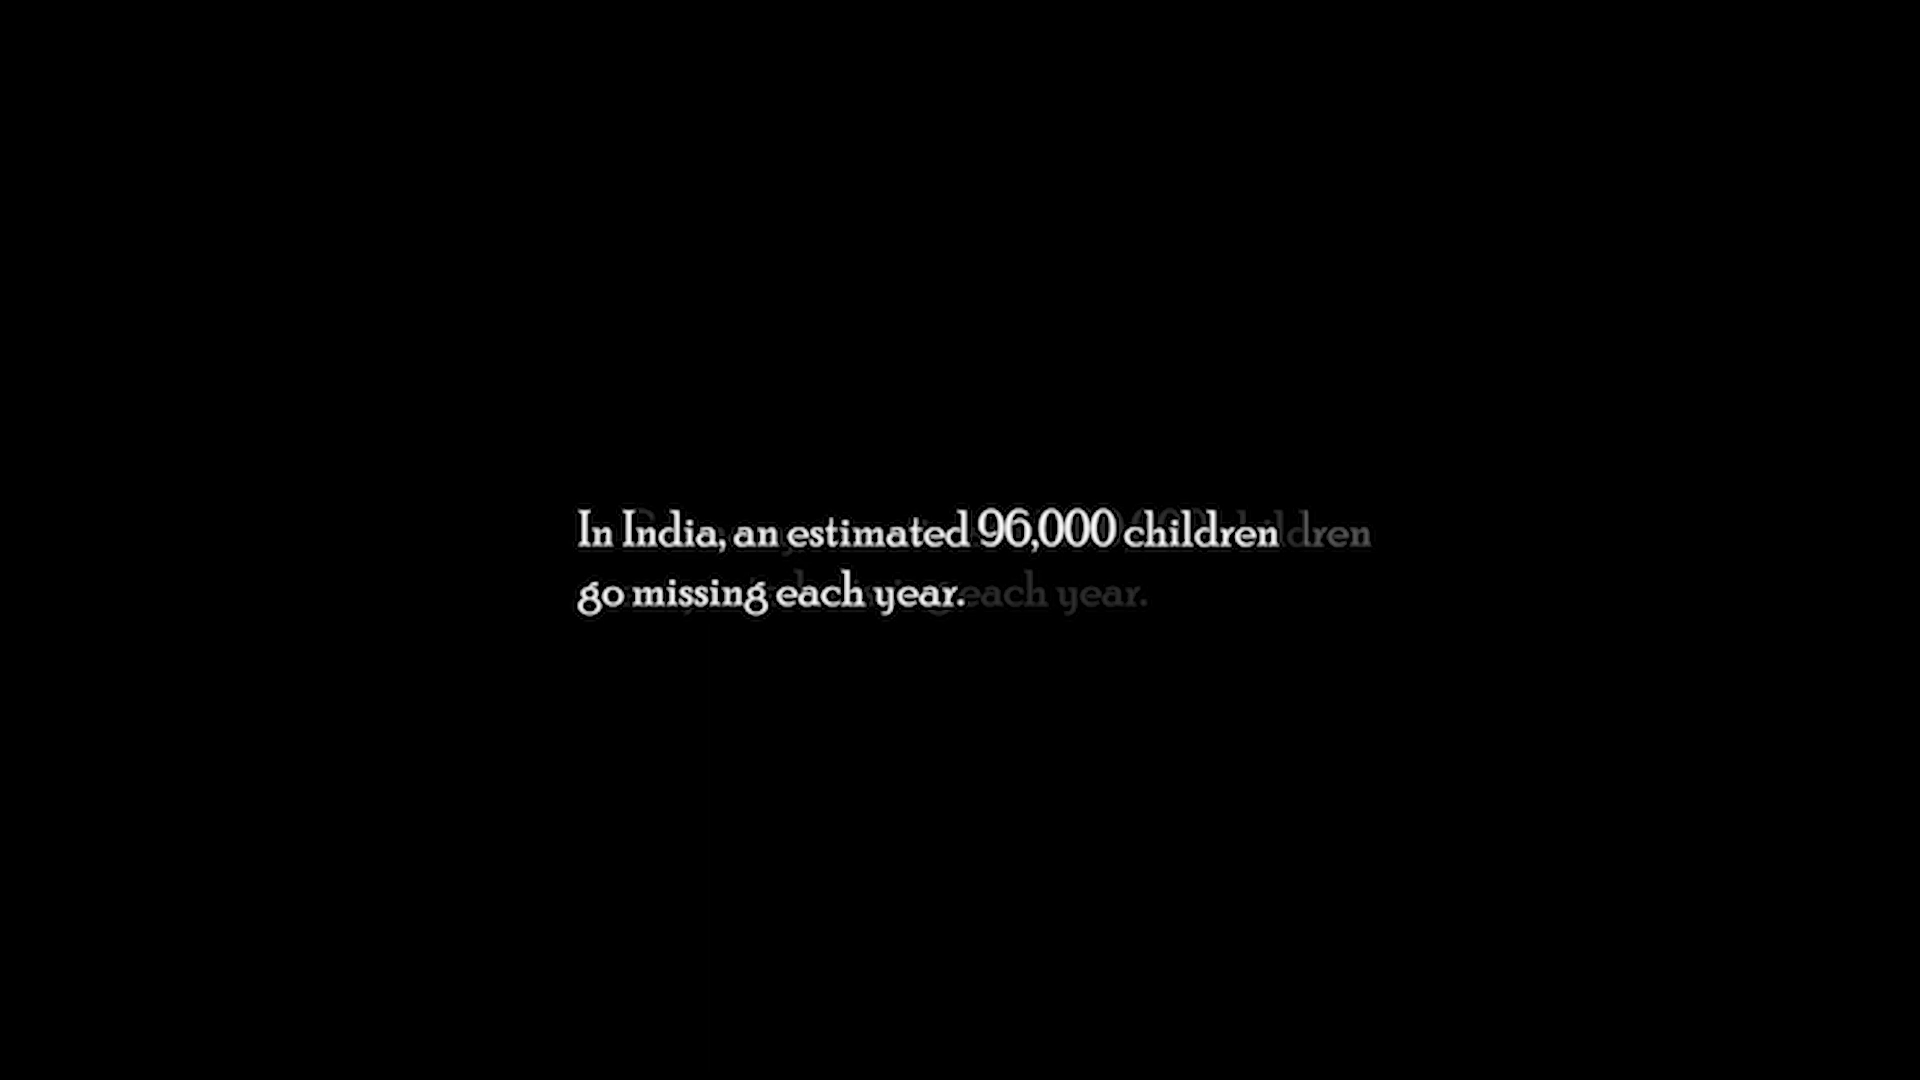 In India, an estimated 96,000 children
go missing each year.